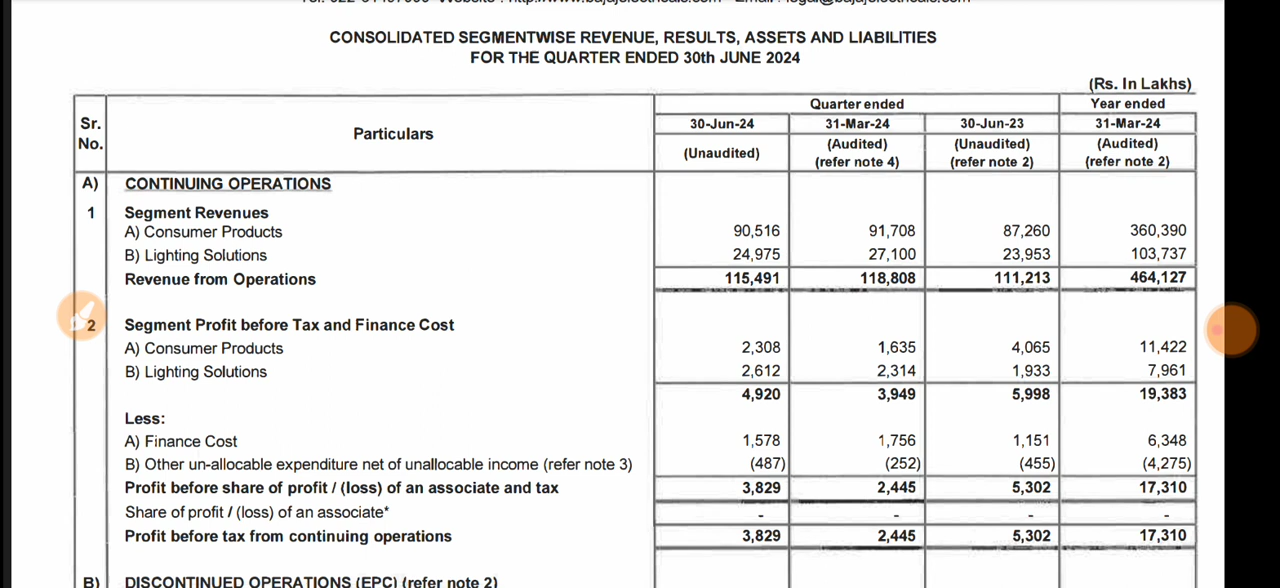 CONSOLIDATED SEGMENTWISE REVENUE, RESULTS, ASSETS AND LIABILITIES
FOR THE QUARTER ENDED 30th JUNE 2024
(Rs. In Lakhs)
Sr. No. Particulars Quarter ended Year ended
30-Jun-24 31-Mar-24 30-Jun-23 31-Mar-24
(Unaudited) (Audited) (refer note 4) (Unaudited) (refer note 2) (Audited) (refer note 2)
A) CONTINUING OPERATIONS
1 Segment Revenues
A) Consumer Products 90,516 91,708 87,260 360,390
B) Lighting Solutions 24,975 27,100 23,953 103,737
Revenue from Operations 115,491 118,808 111,213 464,127
2 Segment Profit before Tax and Finance Cost
A) Consumer Products 2,308 1,635 4,065 11,422
B) Lighting Solutions 2,612 2,314 1,933 7,961
4,920 3,949 5,998 19,383
Less:
A) Finance Cost 1,578 1,756 1,151 6,348
B) Other un-allocable expenditure net of unallocable income (refer note 3) (487) (252) (455) (4,275)
Profit before share of profit / (loss) of an associate and tax 3,829 2,445 5,302 17,310
Share of profit / (loss) of an associate* - - - -
Profit before tax from continuing operations 3,829 2,445 5,302 17,310
B) DISCONTINUED OPERATIONS (EPC) (refer note 2)